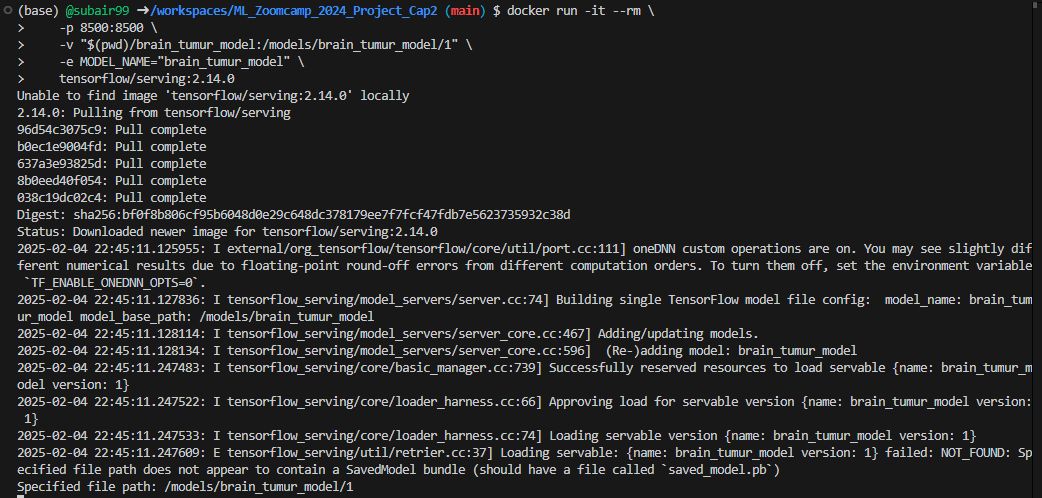 (base) @subair99 ➜/workspaces/ML_Zoomcamp_2024_Project_Cap2 (main) $ docker run -it --rm \
>     -p 8500:8500 \
>     -v "$(pwd)/brain_tumur_model:/models/brain_tumur_model/1" \
>     -e MODEL_NAME="brain_tumur_model" \
>     tensorflow/serving:2.14.0
Unable to find image 'tensorflow/serving:2.14.0' locally
2.14.0: Pulling from tensorflow/serving
96d54c3075c9: Pull complete
b0ec1e9004fd: Pull complete
637a3e93825d: Pull complete
8b0eed40f054: Pull complete
038c19dc02c4: Pull complete
Digest: sha256:bf0f8b806cf95b6048d0e29c648dc378179ee7f7fcf47fdb7e5623735932c38d
Status: Downloaded newer image for tensorflow/serving:2.14.0
2025-02-04 22:45:11.125955: I external/org_tensorflow/tensorflow/core/util/port.cc:111] oneDNN custom operations are on. You may see slightly dif
ferent numerical results due to floating-point round-off errors from different computation orders. To turn them off, set the environment variable
 `TF_ENABLE_ONEDNN_OPTS=0`.
2025-02-04 22:45:11.127836: I tensorflow_serving/model_servers/server.cc:74] Building single TensorFlow model file config:  model_name: brain_tum
ur_model model_base_path: /models/brain_tumur_model
2025-02-04 22:45:11.128114: I tensorflow_serving/model_servers/server_core.cc:467] Adding/updating models.
2025-02-04 22:45:11.128134: I tensorflow_serving/model_servers/server_core.cc:596]  (Re-)adding model: brain_tumur_model
2025-02-04 22:45:11.247483: I tensorflow_serving/core/basic_manager.cc:739] Successfully reserved resources to load servable {name: brain_tumur_m
odel version: 1}
2025-02-04 22:45:11.247522: I tensorflow_serving/core/loader_harness.cc:66] Approving load for servable version {name: brain_tumur_model version:
 1}
2025-02-04 22:45:11.247533: I tensorflow_serving/core/loader_harness.cc:74] Loading servable version {name: brain_tumur_model version: 1}
2025-02-04 22:45:11.247609: E tensorflow_serving/util/retrier.cc:37] Loading servable: {name: brain_tumur_model version: 1} failed: NOT_FOUND: Sp
ecified file path does not appear to contain a SavedModel bundle (should have a file called `saved_model.pb`)
Specified file path: /models/brain_tumur_model/1